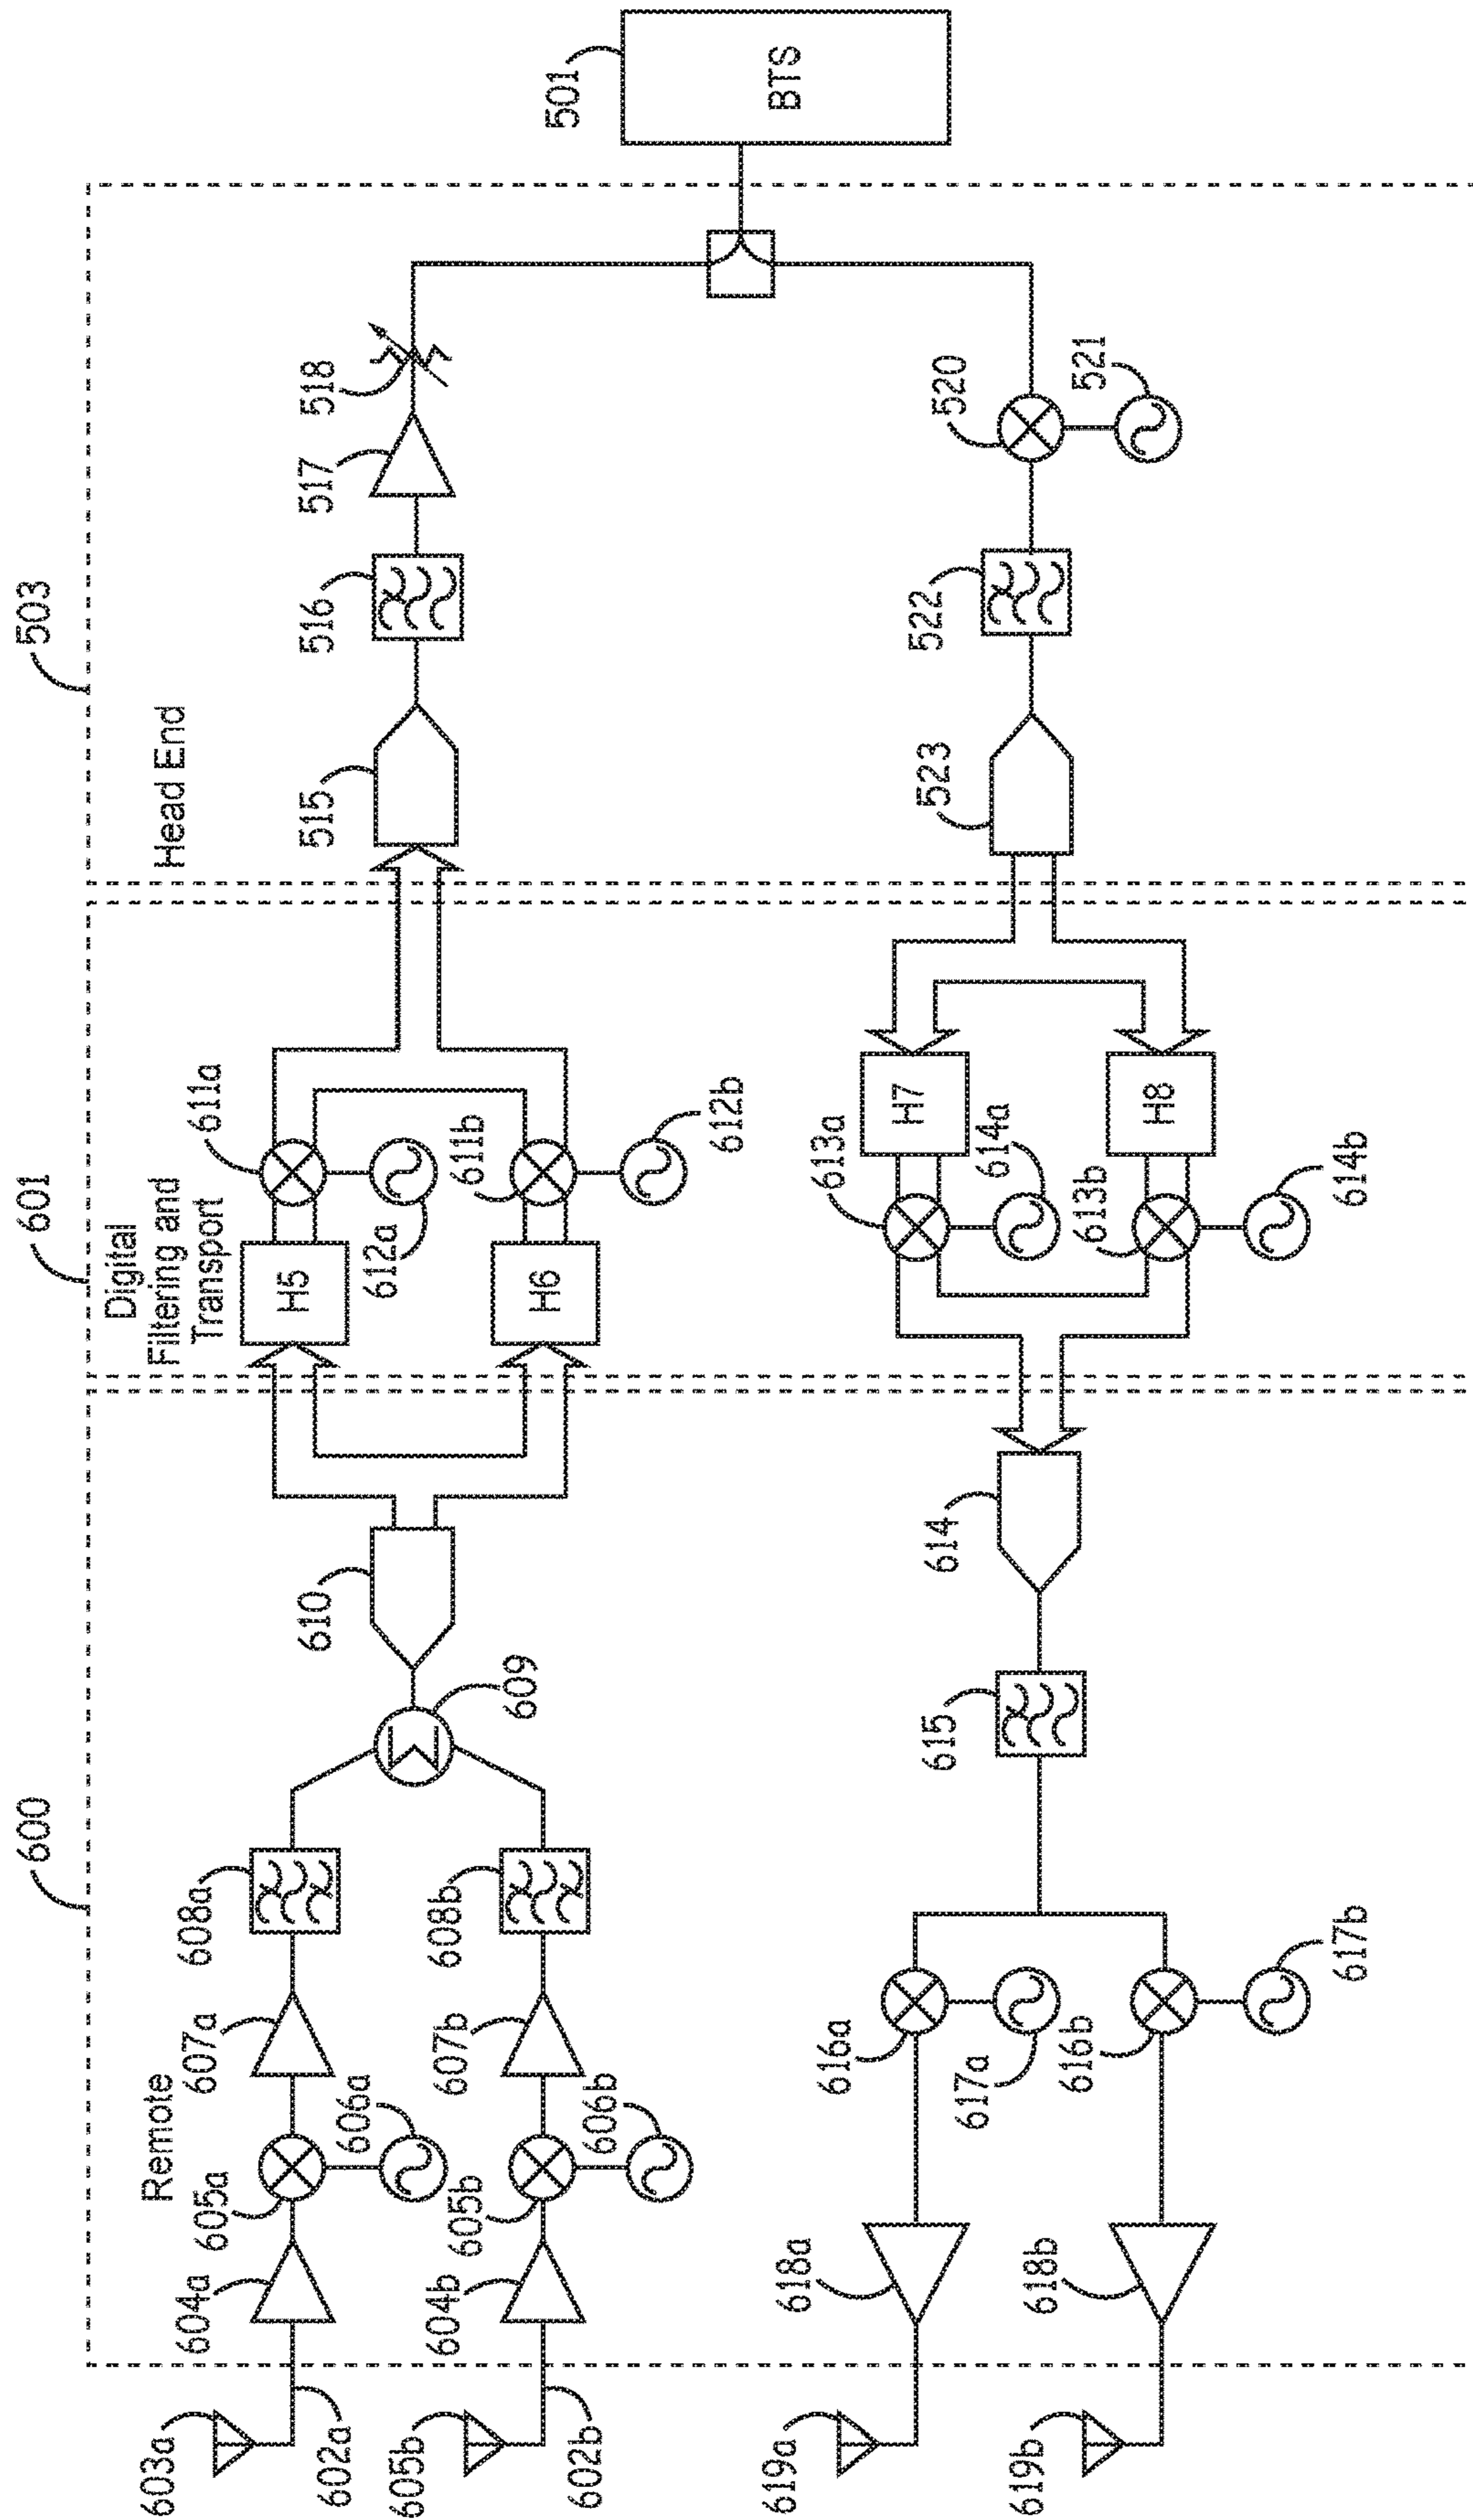 600
601
503
Remote
Digital
Filtering and
Transport
Head End
603a
602a
604a
605a
606a
607a
608a
605b
602b
604b
605b
606b
607b
608b
609
610
H5
612a
611a
H6
611b
612b
515
516
517
518
501
BTS
619a
618a
616a
617a
619b
618b
616b
617b
615
614
613a
614a
H7
613b
614b
H8
523
522
520
521